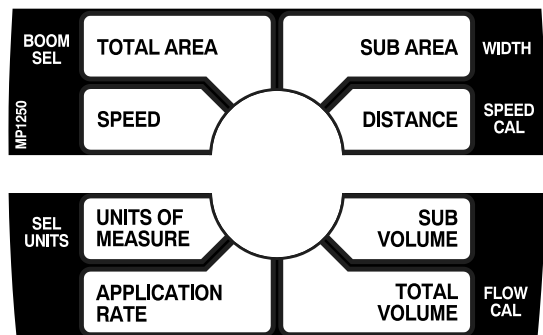 BOOM
SEL
TOTAL AREA
SUB AREA
WIDTH
MP1250
SPEED
DISTANCE
SPEED
CAL
SEL
UNITS
UNITS OF
MEASURE
SUB
VOLUME
APPLICATION
RATE
TOTAL
VOLUME
FLOW
CAL